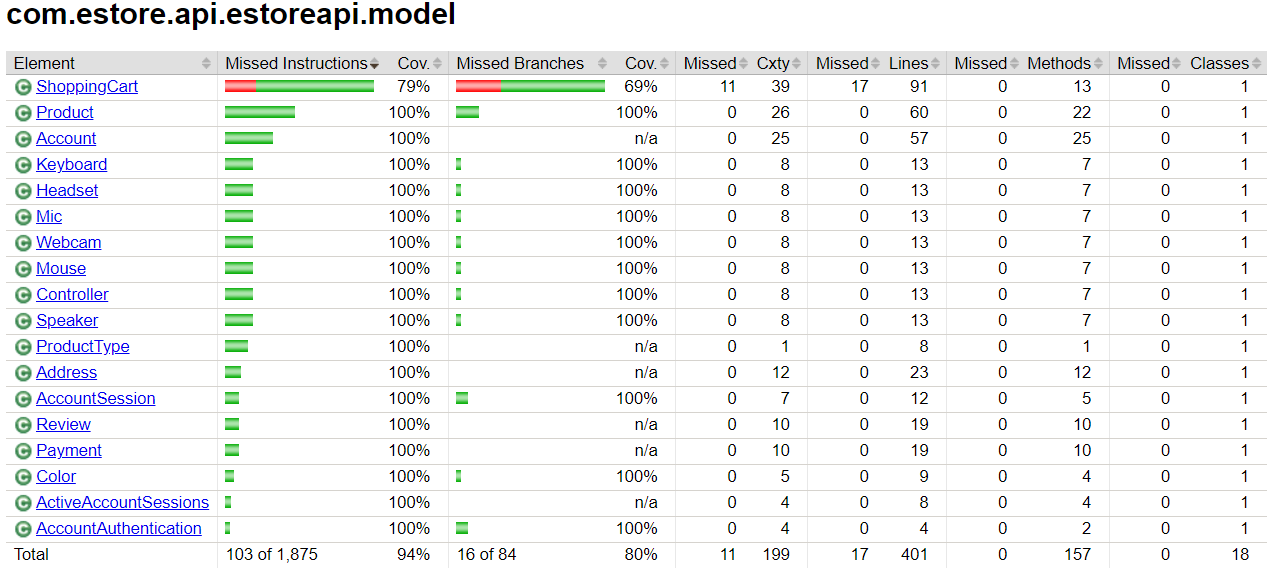 com.estore.api.estoreapi.model
Element Missed Instructions Cov. Missed Branches Cov. Missed Cxty Missed Lines Missed Methods Missed Classes
C ShoppingCart 79% 69% 11 39 17 91 0 13 0 1
C Product 100% 100% 0 26 0 60 0 22 0 1
C Account 100% n/a 0 25 0 57 0 25 0 1
C Keyboard 100% 100% 0 8 0 13 0 7 0 1
C Headset 100% 100% 0 8 0 13 0 7 0 1
C Mic 100% 100% 0 8 0 13 0 7 0 1
C Webcam 100% 100% 0 8 0 13 0 7 0 1
C Mouse 100% 100% 0 8 0 13 0 7 0 1
C Controller 100% 100% 0 8 0 13 0 7 0 1
C Speaker 100% 100% 0 8 0 13 0 7 0 1
C ProductType 100% n/a 0 1 0 8 0 1 0 1
C Address 100% n/a 0 12 0 23 0 12 0 1
C AccountSession 100% 100% 0 7 0 12 0 5 0 1
C Review 100% n/a 0 10 0 19 0 10 0 1
C Payment 100% n/a 0 10 0 19 0 10 0 1
C Color 100% 100% 0 5 0 9 0 4 0 1
C ActiveAccountSessions 100% n/a 0 4 0 8 0 4 0 1
C AccountAuthentication 100% 100% 0 4 0 4 0 2 0 1
Total 103 of 1,875 94% 16 of 84 80% 11 199 17 401 0 157 0 18